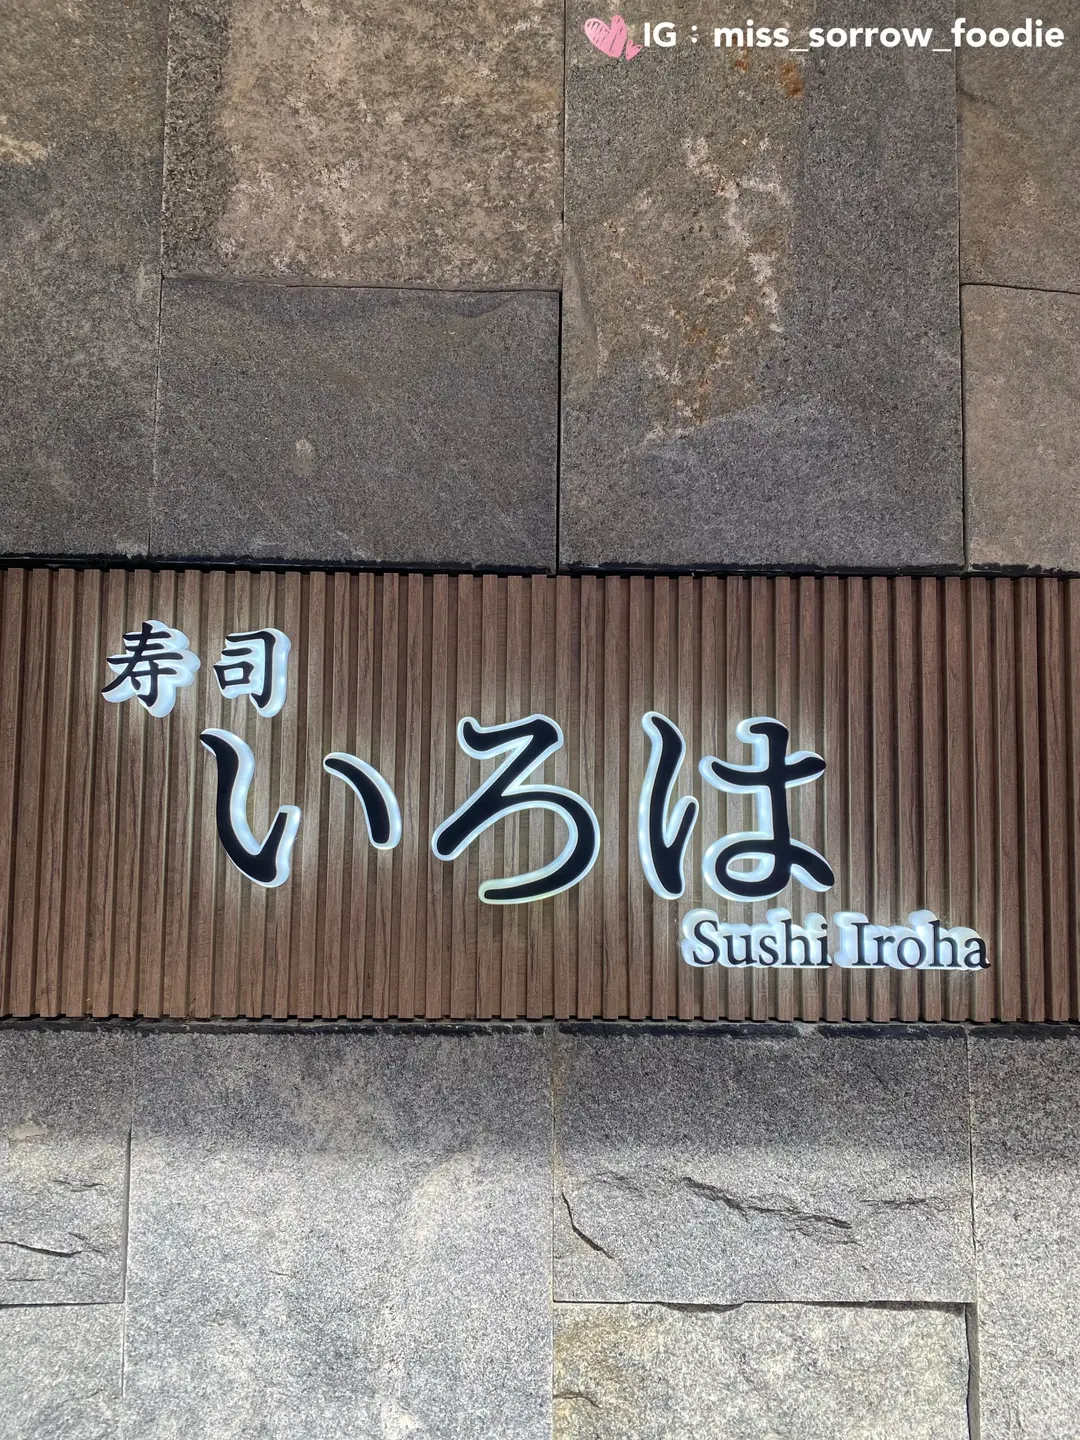 IG：miss_sorrow_foodie
寿司
いろは
Sushi Iroha